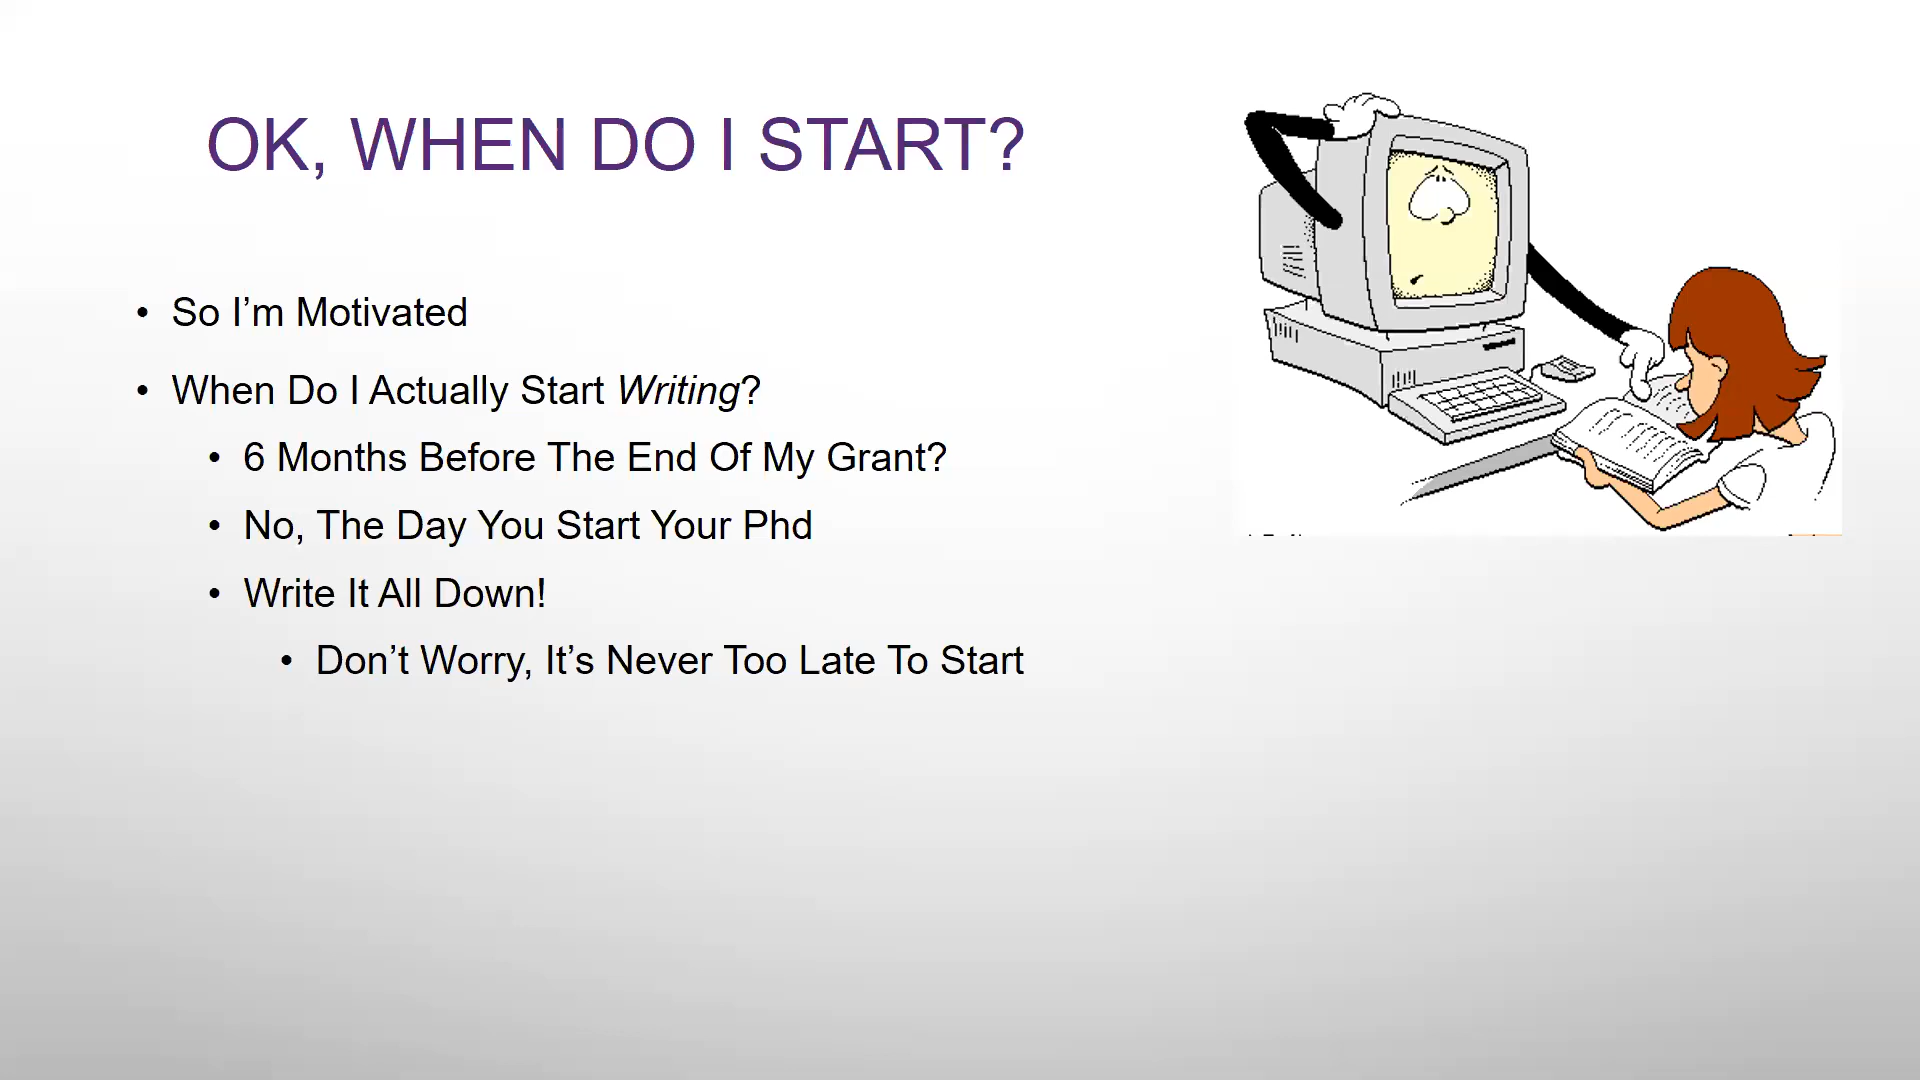 OK, WHEN DO I START?
• So I’m Motivated
• When Do I Actually Start Writing?
• 6 Months Before The End Of My Grant?
• No, The Day You Start Your Phd
• Write It All Down!
• Don’t Worry, It’s Never Too Late To Start